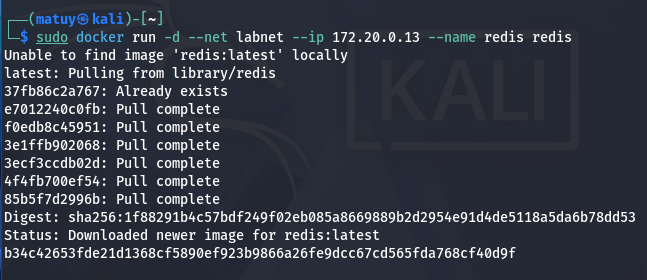 ┌──(matuy㉿kali)-[~]
└─$ sudo docker run -d --net labnet --ip 172.20.0.13 --name redis redis
Unable to find image 'redis:latest' locally
latest: Pulling from library/redis
37fb86c2a767: Already exists
e7012240c0fb: Pull complete
f0edb8c45951: Pull complete
3e1ffb902068: Pull complete
3ecf3ccdb02d: Pull complete
4f4fb700ef54: Pull complete
85b5f7d2996b: Pull complete
Digest: sha256:1f88291b4c57bdf249f02eb085a8669889b2d2954e91d4de5118a5da6b78dd53
Status: Downloaded newer image for redis:latest
b34c42653fde21d1368cf5890ef923b9866a26fe9dcc67cd565fda768cf40d9f
KALI